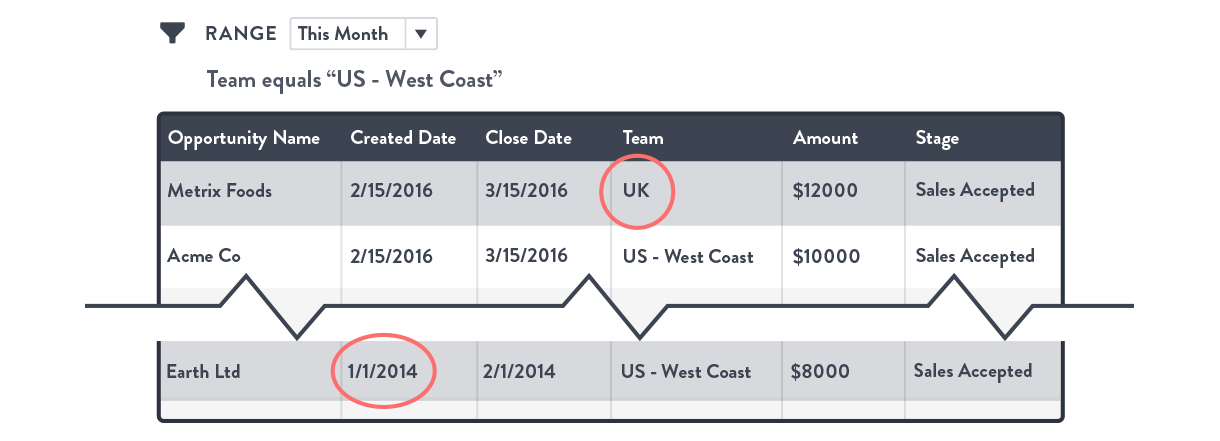 RANGE This Month
Team equals “US - West Coast”
Opportunity Name Created Date Close Date Team Amount Stage
Metrix Foods 2/15/2016 3/15/2016 UK $12000 Sales Accepted
Acme Co 2/15/2016 3/15/2016 US - West Coast $10000 Sales Accepted
Earth Ltd 1/1/2014 2/1/2014 US - West Coast $8000 Sales Accepted